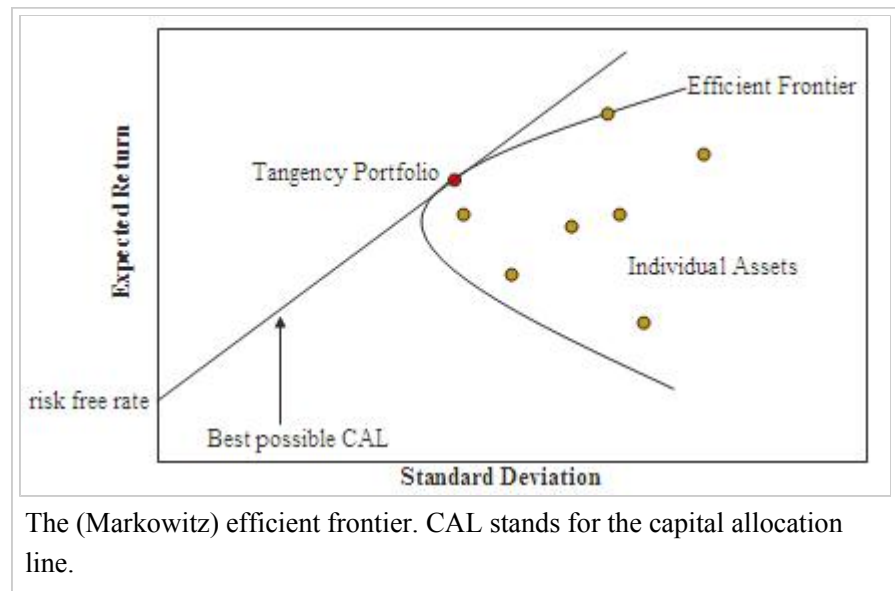 Efficient Frontier
Tangency Portfolio
Expected Return
Individual Assets
risk free rate
Best possible CAL
Standard Deviation
The (Markowitz) efficient frontier. CAL stands for the capital allocation
line.